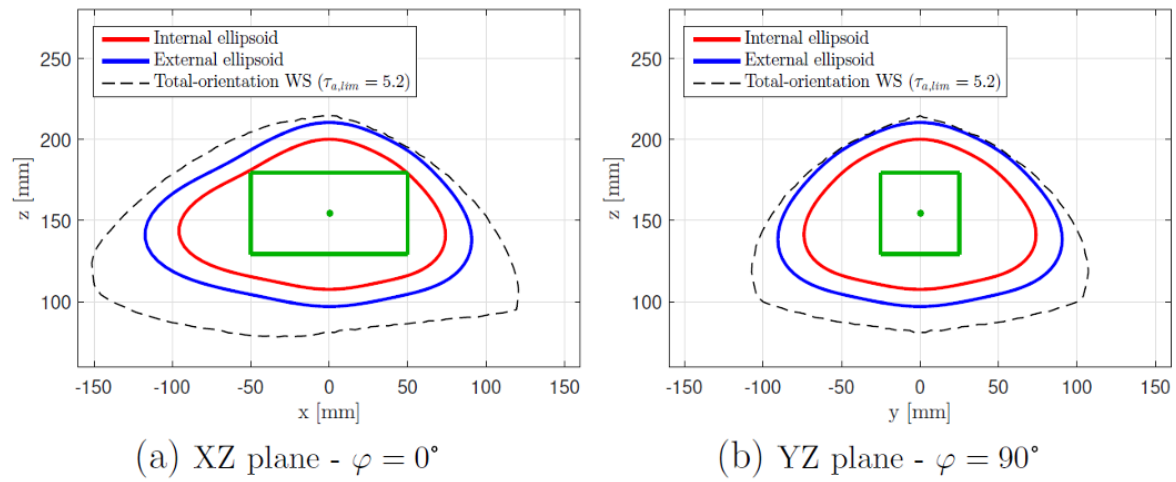 Internal ellipsoid
External ellipsoid
Total-orientation WS (τa,lim = 5.2)
250
200
150
100
z [mm]
-150 -100 -50 0 50 100 150
x [mm]
(a) XZ plane - φ = 0°
Internal ellipsoid
External ellipsoid
Total-orientation WS (τa,lim = 5.2)
250
200
150
100
z [mm]
-150 -100 -50 0 50 100 150
y [mm]
(b) YZ plane - φ = 90°